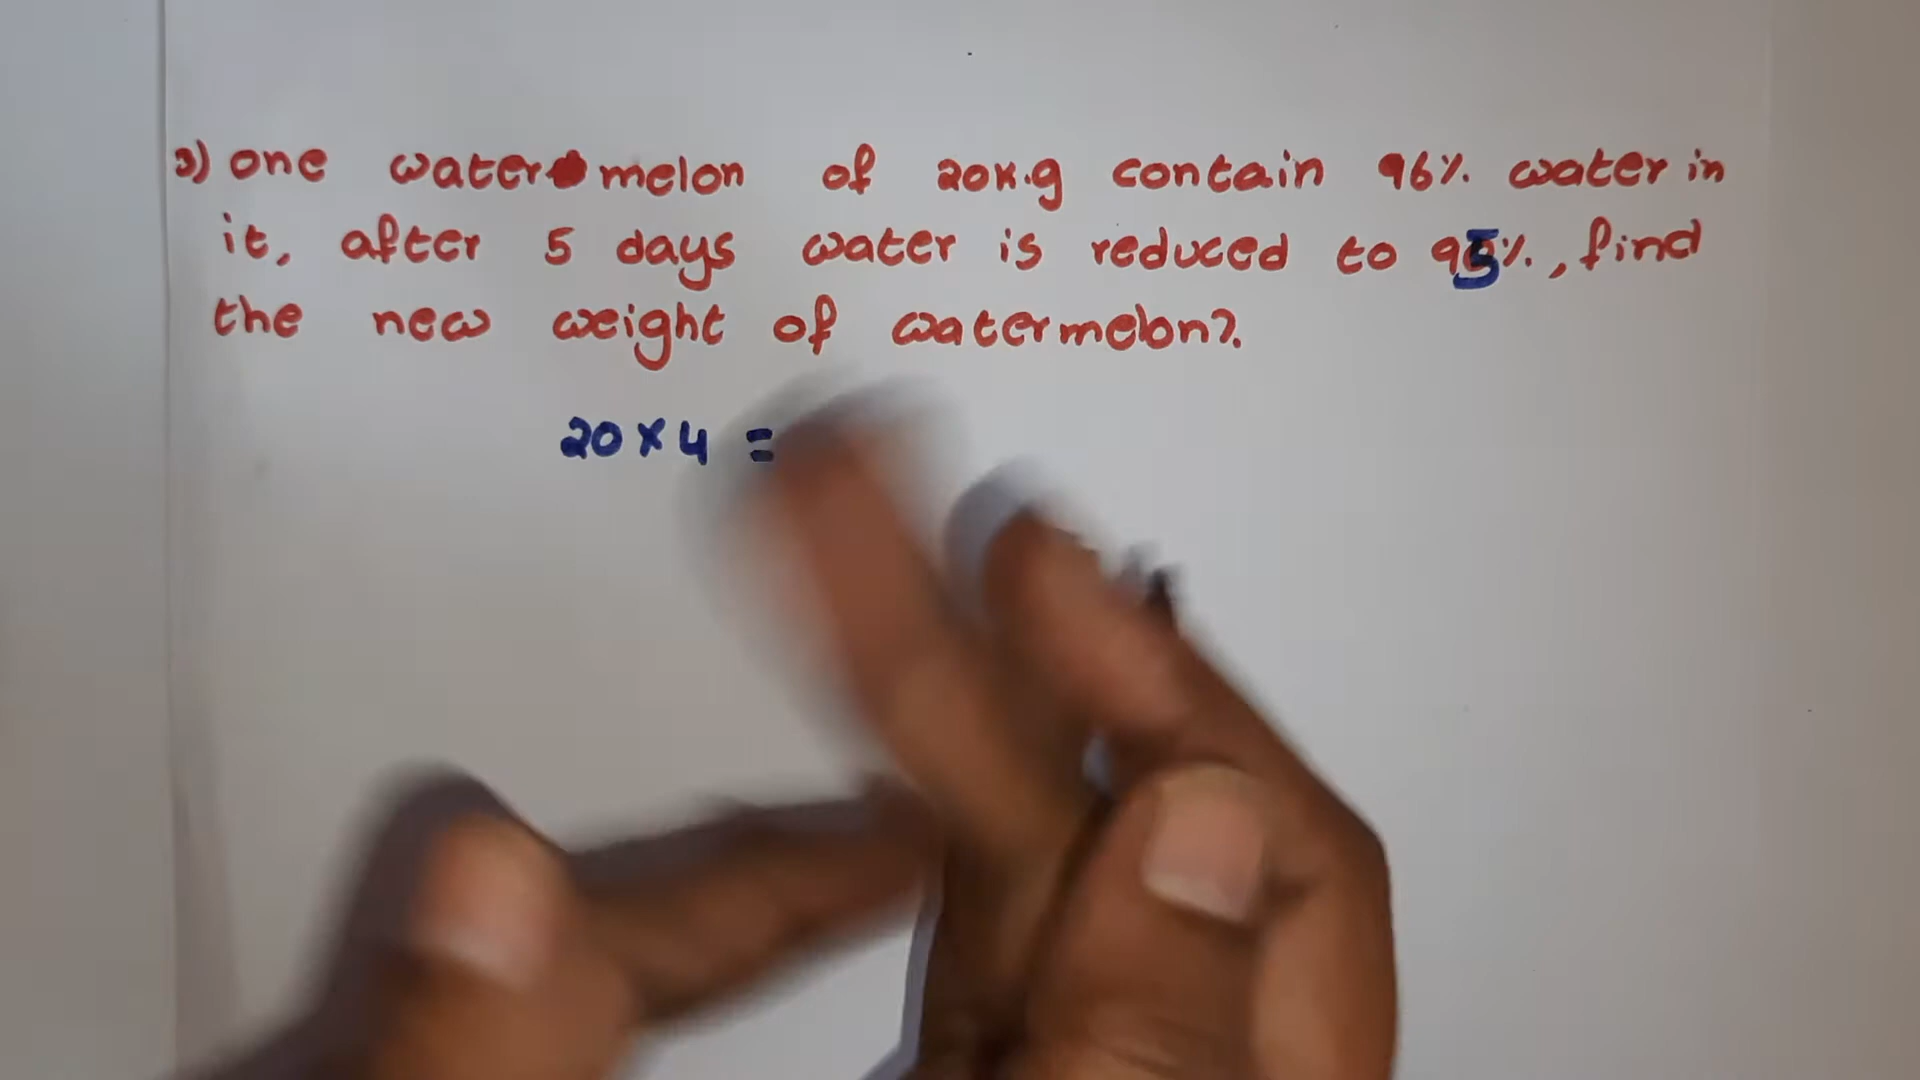 3) one water melon of 20K.g contain 96%. water in
it, after 5 days water is reduced to 95%., find
the new weight of watermelon?.
20 x 4 =